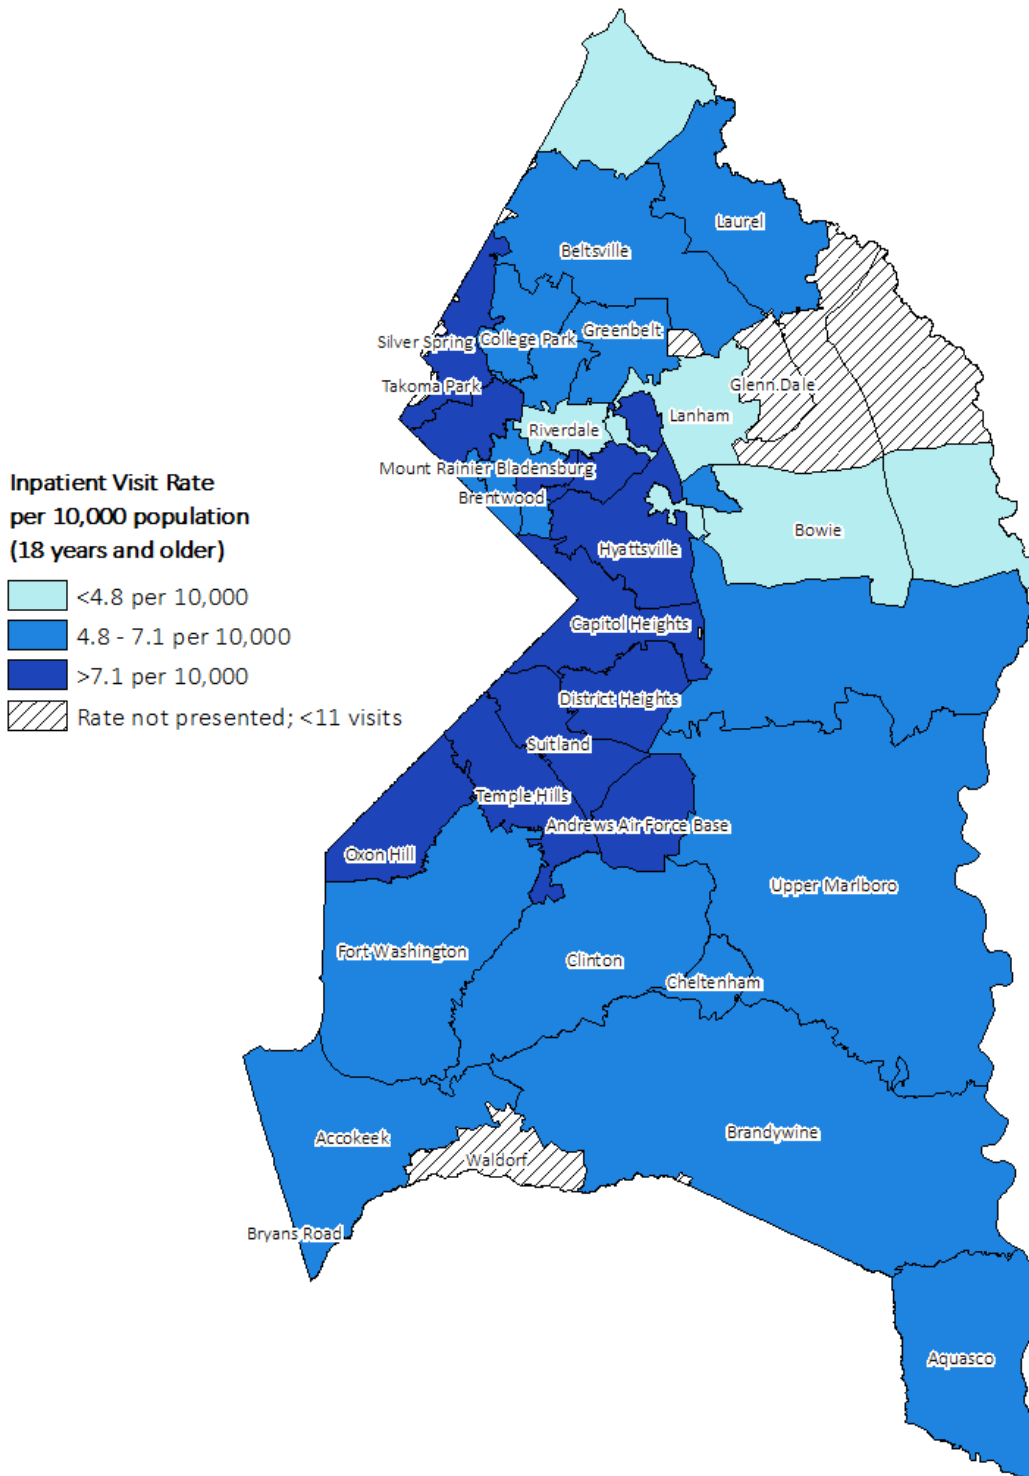 Laurel
Beltsville
Greenbelt
College Park
Silver Spring
Takoma Park
Glenn Dale
Lanham
Riverdale
Mount Rainier Bladensburg
Brentwood
Bowie
Hyattsville
Capitol Heights
District Heights
Suitland
Temple Hills
Andrews Air Force Base
Oxon Hill
Upper Marlboro
Fort Washington
Clinton
Cheltenham
Accokeek
Brandywine
Waldorf
Bryans Road
Aquasco
Inpatient Visit Rate
per 10,000 population
(18 years and older)
<4.8 per 10,000
4.8 - 7.1 per 10,000
>7.1 per 10,000
Rate not presented; <11 visits